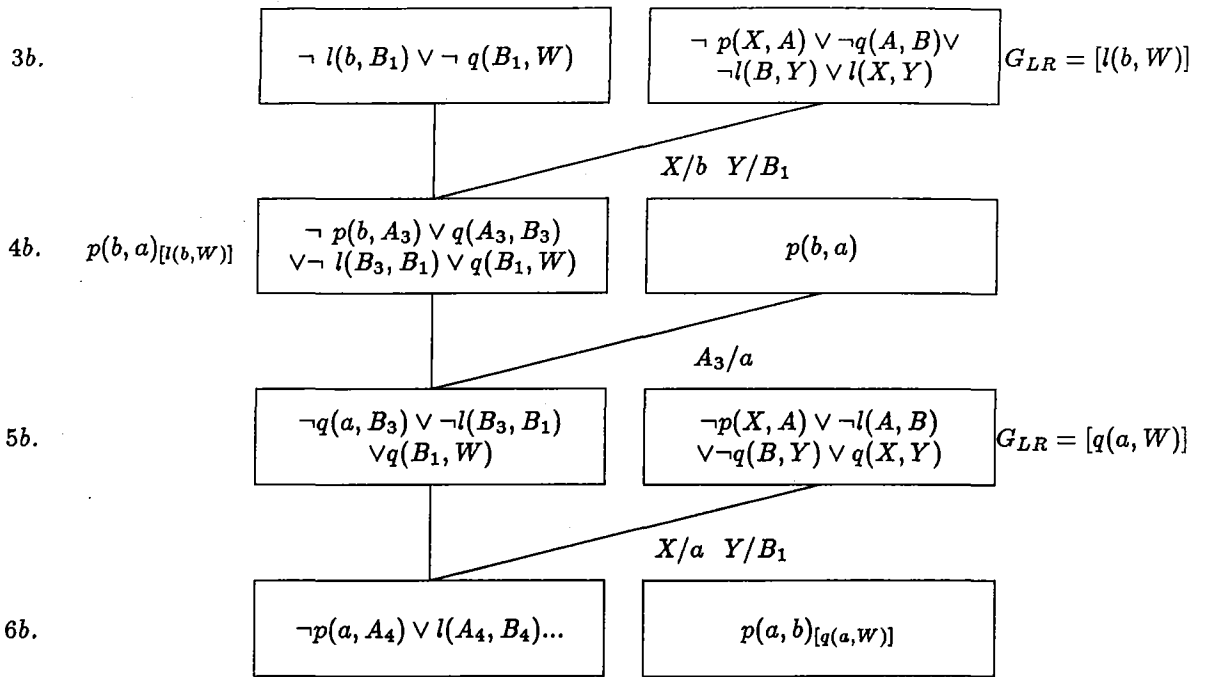 3b.
¬ l(b, B₁) ∨ ¬ q(B₁, W)
¬ p(X, A) ∨ ¬q(A, B)∨
¬l(B, Y) ∨ l(X, Y)
G_LR = [l(b, W)]
X/b Y/B₁
4b.
p(b, a)[l(b,W)]
¬ p(b, A₃) ∨ q(A₃, B₃)
∨¬ l(B₃, B₁) ∨ q(B₁, W)
p(b, a)
A₃/a
5b.
¬q(a, B₃) ∨ ¬l(B₃, B₁)
∨q(B₁, W)
¬p(X, A) ∨ ¬l(A, B)
∨¬q(B, Y) ∨ q(X, Y)
G_LR = [q(a, W)]
X/a Y/B₁
6b.
¬p(a, A₄) ∨ l(A₄, B₄)...
p(a, b)[q(a,W)]